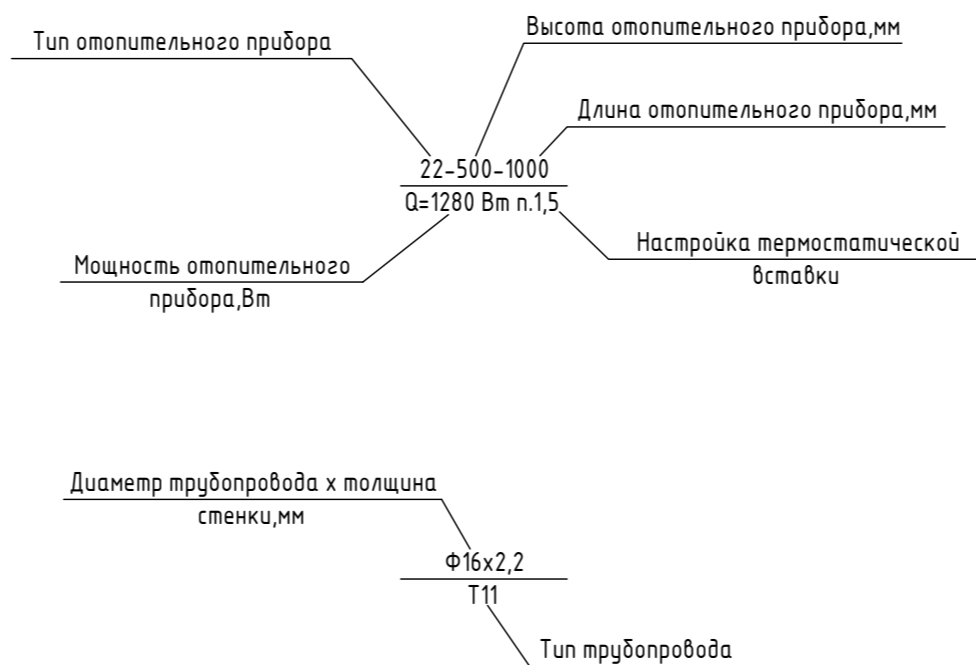 Тип отопительного прибора
Высота отопительного прибора,мм
Длина отопительного прибора,мм
22-500-1000
Q=1280 Вт п.1,5
Мощность отопительного
прибора,Вт
Настройка термостатической
вставки
Диаметр трубопровода х толщина
стенки,мм
Ф16х2,2
Т11
Тип трубопровода